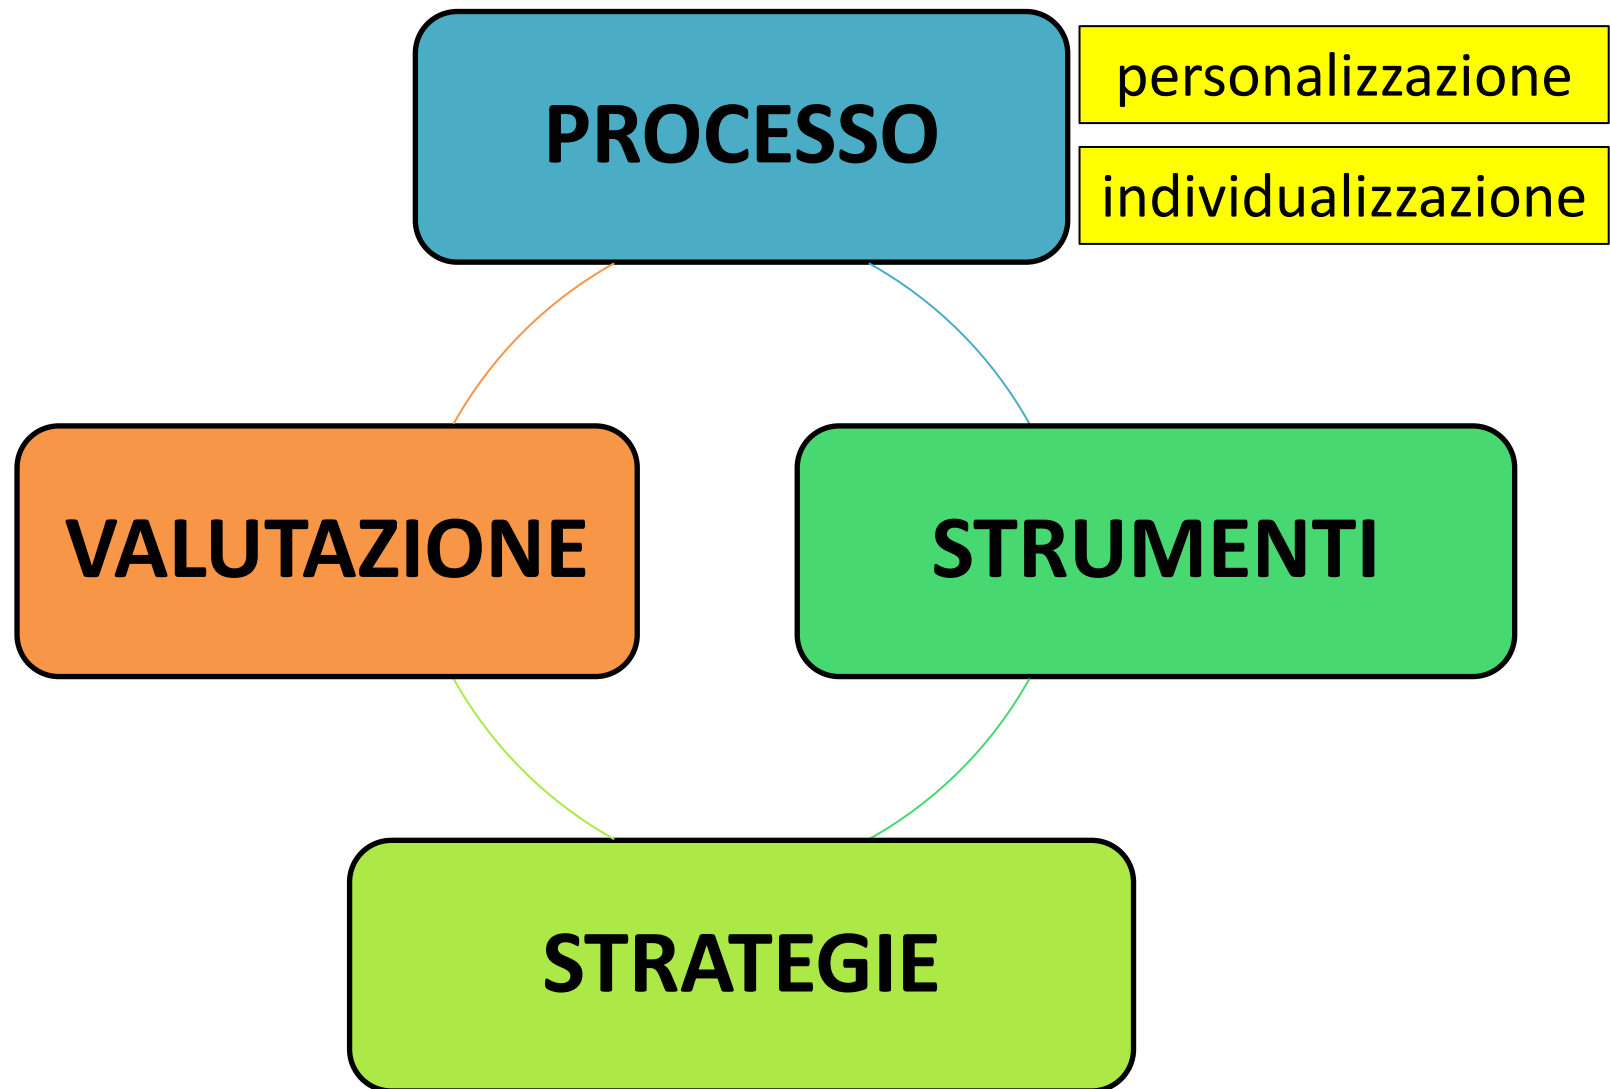 PROCESSO
personalizzazione
individualizzazione
VALUTAZIONE
STRUMENTI
STRATEGIE